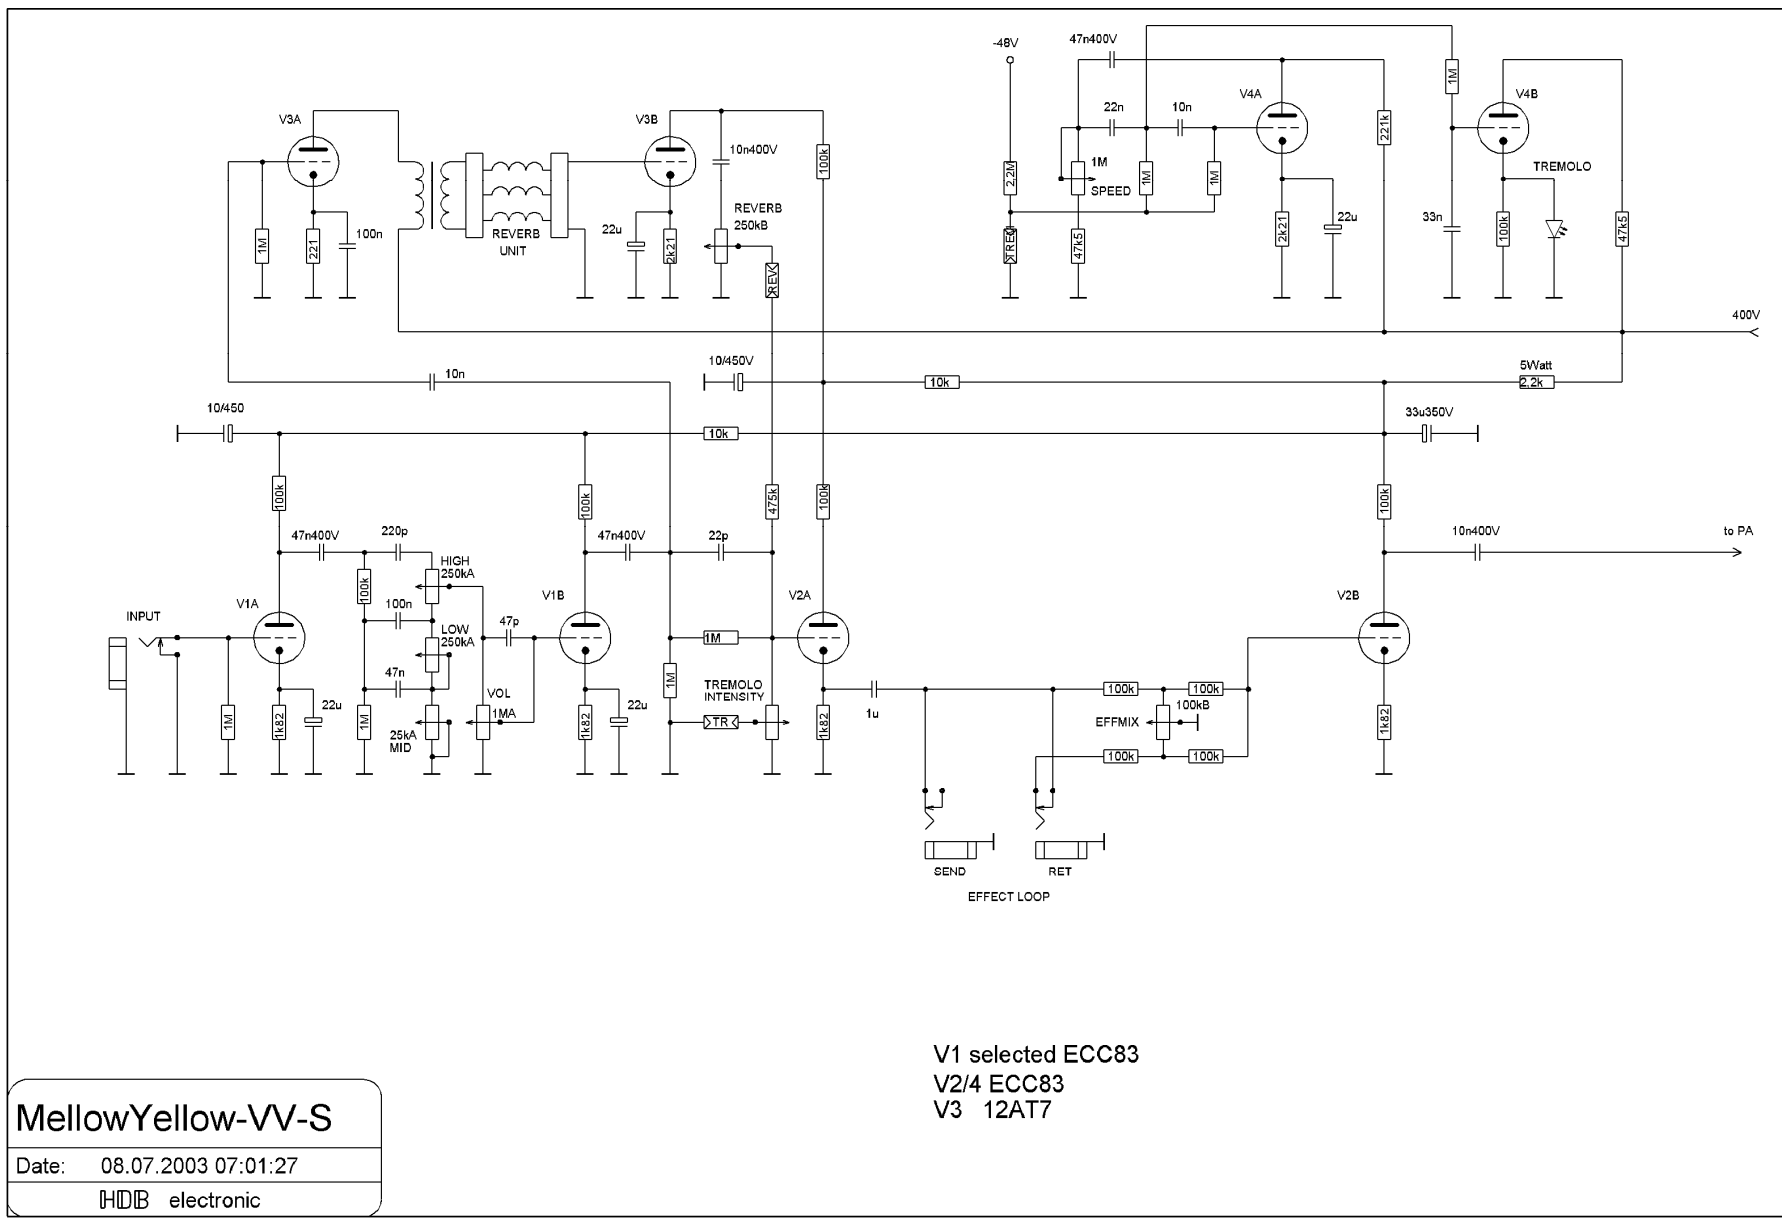 -48V
47n400V
V3A
V3B
22n
10n
V4A
1M
V4B
221k
10n400V
100k
1M
SPEED
2,2M
1M
1M
TREMOLO
REVERB
250kB
REVERB
UNIT
1M
221
100n
22u
2k21
REV
TRE
47k5
2k21
22u
33n
100k
47k5
400V
10n
10/450V
10k
5Watt
2,2k
10/450
10k
33u350V
100k
100k
475k
100k
100k
47n400V
220p
47n400V
22p
10n400V
to PA
HIGH
250kA
100k
INPUT
V1A
100n
LOW
250kA
47p
V1B
1M
V2A
V2B
47n
VOL
1MA
1M
TREMOLO
INTENSITY
TR
1M
1k82
22u
1M
25kA
MID
1k82
22u
1k82
1u
100k
100k
100kB
EFFMIX
100k
100k
1k82
SEND
RET
EFFECT LOOP
V1 selected ECC83
V2/4 ECC83
V3 12AT7
MellowYellow-VV-S
Date: 08.07.2003 07:01:27
HDB electronic